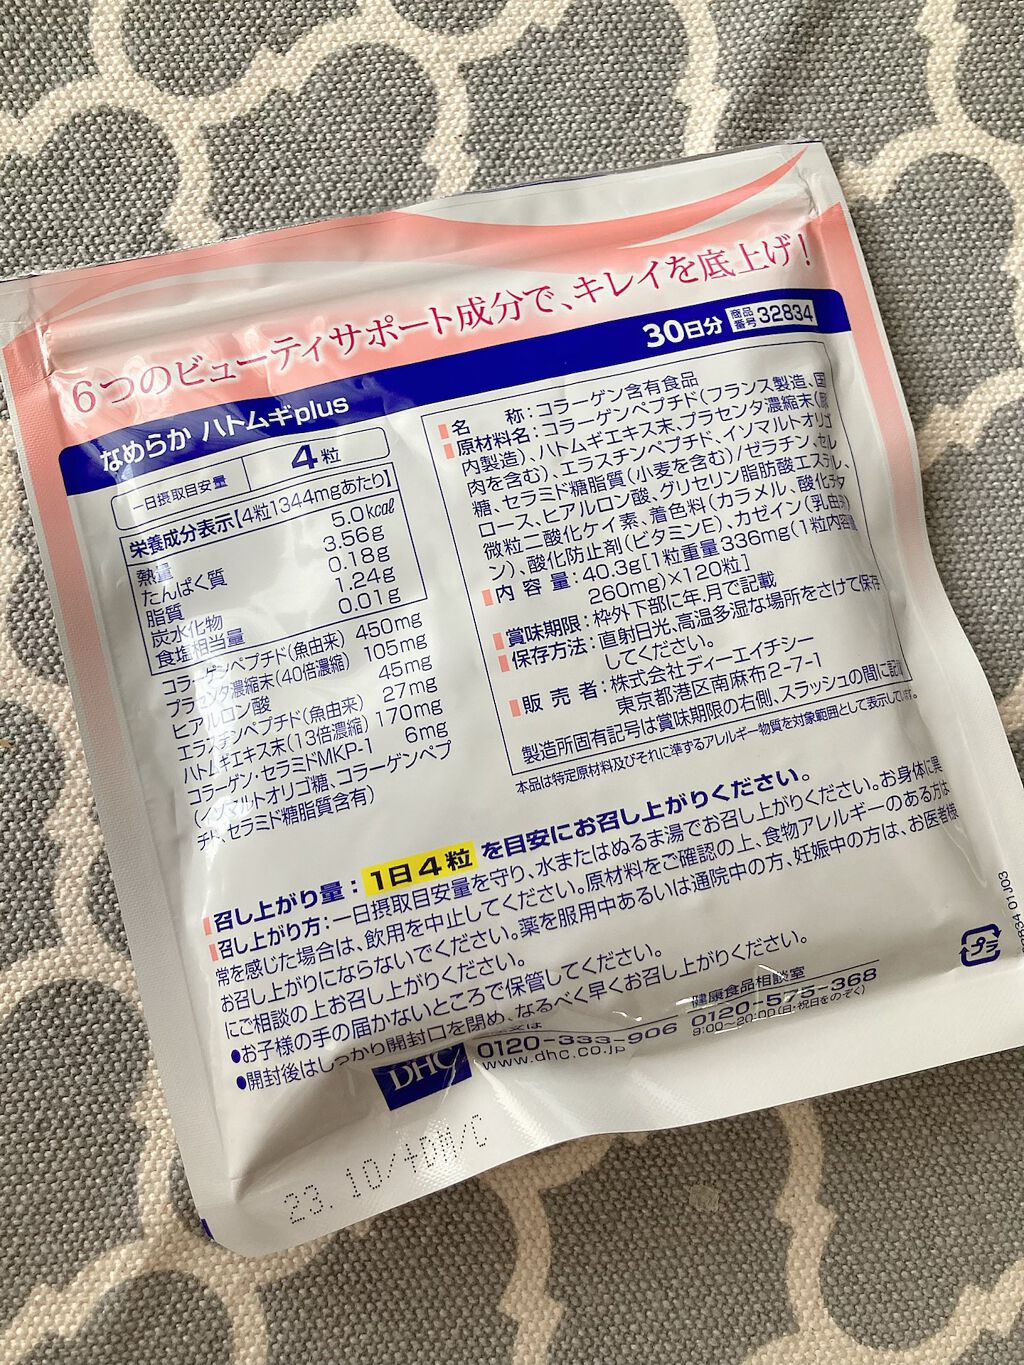 6つのビューティサポート成分で、キレイを底上げ!
なめらか ハトムギplus
30日分 商品番号 32834
一日摂取目安量 4粒
栄養成分表示【4粒1344mgあたり】
熱量 5.0kcal
たんぱく質 3.56g
脂質 0.18g
炭水化物 1.24g
食塩相当量 0.01g
コラーゲンペプチド(魚由来) 450mg
プラセンタ濃縮末(40倍濃縮) 105mg
ヒアルロン酸 45mg
エラスチンペプチド(魚由来) 27mg
ハトムギエキス末(13倍濃縮) 170mg
コラーゲン・セラミドMKP-1 6mg
(イソマルトオリゴ糖、コラーゲンペプ
チド、セラミド糖脂質含有)
名 称:コラーゲン含有食品
原材料名:コラーゲンペプチド(フランス製造、国
内製造)、ハトムギエキス末、プラセンタ濃縮末(豚
肉を含む)、エラスチンペプチド、イソマルトオリゴ
糖、セラミド糖脂質(小麦を含む)/ゼラチン、セル
ロース、ヒアルロン酸、グリセリン脂肪酸エステル、
微粒二酸化ケイ素、着色料(カラメル、酸化チタ
ン)、酸化防止剤(ビタミンE)、カゼイン(乳由来)
内 容 量:40.3g[1粒重量 336mg(1粒内容量
260mg)×120粒]
賞味期限:枠外下部に年、月で記載
保存方法:直射日光、高温多湿な場所をさけて保存
してください。
販 売 者:株式会社ディーエイチシー
東京都港区南麻布2-7-1
製造所固有記号は賞味期限の右側、スラッシュの間に記
本品は特定原材料及びそれに準ずるアレルギー物質を対象範囲として表示しています。
召し上がり量:1日4粒を目安にお召し上がりください。
召し上がり方:一日摂取目安量を守り、水またはぬるま湯でお召し上がりください。お身体に異
常を感じた場合は、飲用を中止してください。原材料をご確認の上、食物アレルギーのある方は
お召し上がりにならないでください。薬を服用中あるいは通院中の方、妊娠中の方は、お医者様
にご相談の上お召し上がりください。
●お子様の手の届かないところで保管してください。
●開封後はしっかり開封口を閉め、なるべく早くお召し上がりください。
DHC
0120-333-906
www.dhc.co.jp
健康食品相談室
0120-575-368
9:00~20:00(日・祝日をのぞく)
プラ
23.10/4DM/C